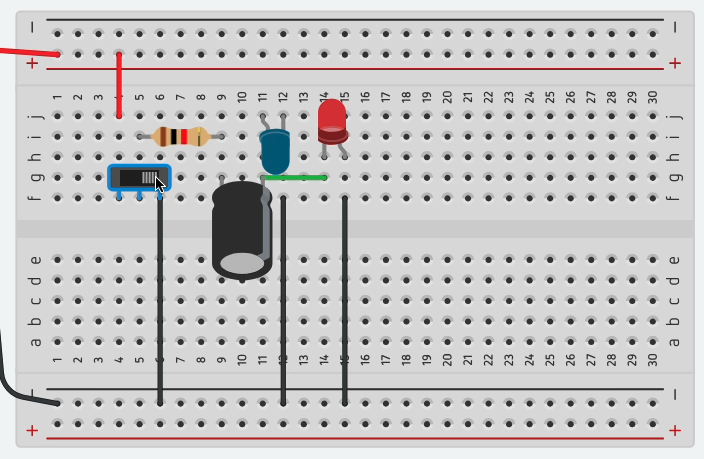 − −
+ +
1 2 3 4 5 6 7 8 9 10 11 12 13 14 15 16 17 18 19 20 21 22 23 24 25 26 27 28 29 30
j j
i i
h h
g g
f f
e e
d d
c c
b b
a a
1 2 3 4 5 6 7 8 9 10 11 12 13 14 15 16 17 18 19 20 21 22 23 24 25 26 27 28 29 30
− −
+ +